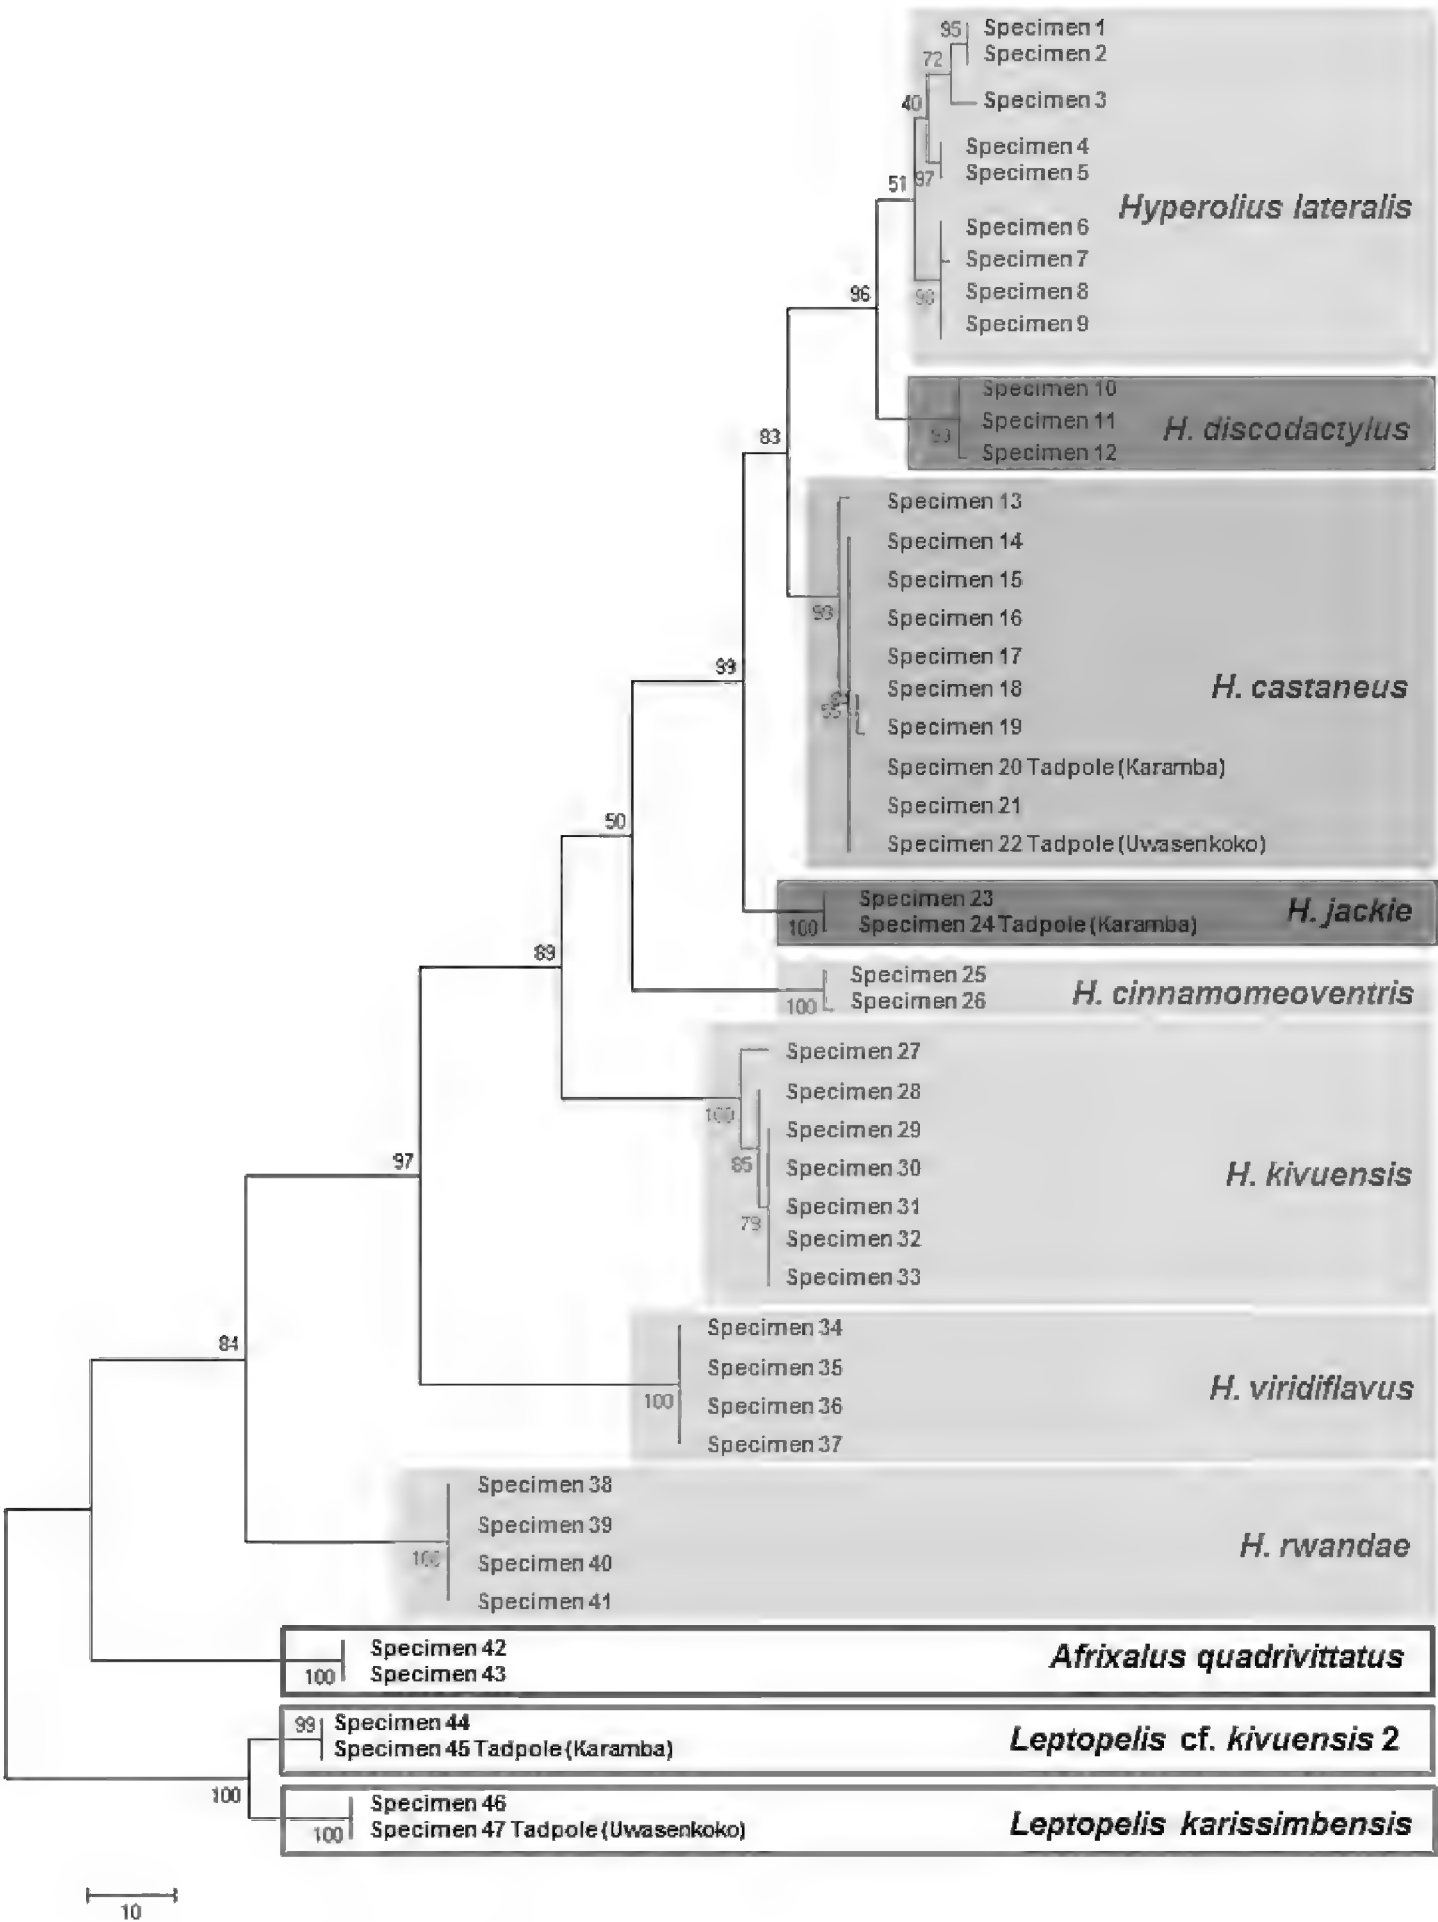 95 Specimen 1
Specimen 2
72
Specimen 3
40
Specimen 4
Specimen 5
97
51
Hyperolius lateralis
Specimen 6
Specimen 7
Specimen 8
Specimen 9
96
Specimen 10
Specimen 11
Specimen 12
H. discodactylus
83
Specimen 13
Specimen 14
Specimen 15
Specimen 16
99
Specimen 17
Specimen 18
Specimen 19
H. castaneus
99
Specimen 20 Tadpole (Karamba)
Specimen 21
Specimen 22 Tadpole (Uwasenkoko)
50
Specimen 23
Specimen 24 Tadpole (Karamba)
100
H. jackie
89
Specimen 25
Specimen 26
100
H. cinnamomeoventris
Specimen 27
Specimen 28
100
Specimen 29
Specimen 30
85
97
H. kivuensis
Specimen 31
79
Specimen 32
Specimen 33
Specimen 34
84
Specimen 35
H. viridiflavus
100
Specimen 36
Specimen 37
Specimen 38
Specimen 39
H. rwandae
100
Specimen 40
Specimen 41
Specimen 42
Afrixalus quadrivittatus
100 Specimen 43
99 Specimen 44
Leptopelis cf. kivuensis 2
Specimen 45 Tadpole (Karamba)
100
Specimen 46
Leptopelis karissimbensis
100 Specimen 47 Tadpole (Uwasenkoko)
10